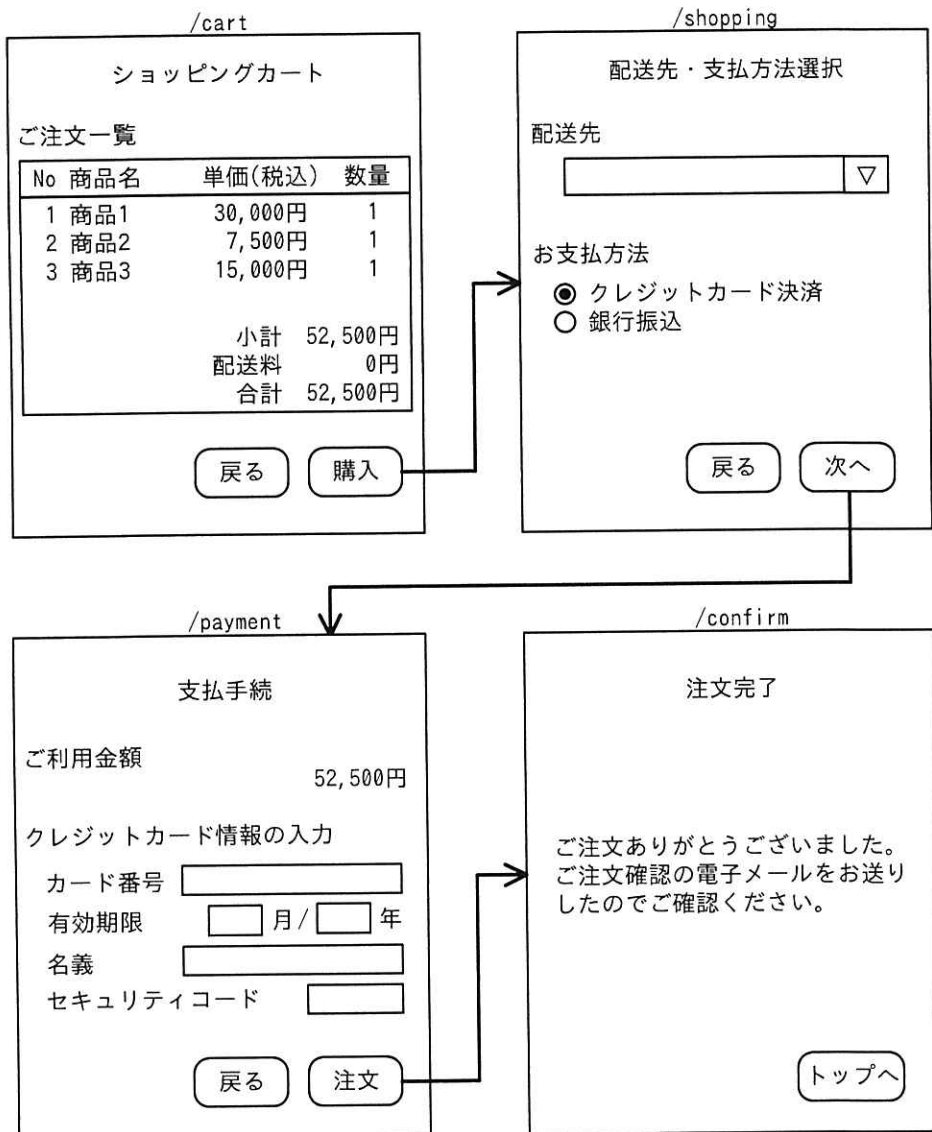 /cart
ショッピングカート
ご注文一覧
No 商品名 単価(税込) 数量
1 商品1 30,000円 1
2 商品2 7,500円 1
3 商品3 15,000円 1
小計 52,500円
配送料 0円
合計 52,500円
戻る 購入
/shopping
配送先・支払方法選択
配送先
▽
お支払方法
クレジットカード決済
銀行振込
戻る 次へ
/payment
支払手続
ご利用金額
52,500円
クレジットカード情報の入力
カード番号
有効期限 月/ 年
名義
セキュリティコード
戻る 注文
/confirm
注文完了
ご注文ありがとうございました。
ご注文確認の電子メールをお送り
したのでご確認ください。
トップへ